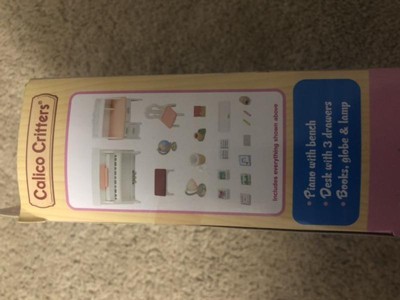 Calico Critters®
includes everything shown above
• Piano with bench
• Desk with 3 drawers
• Books, globe & lamp